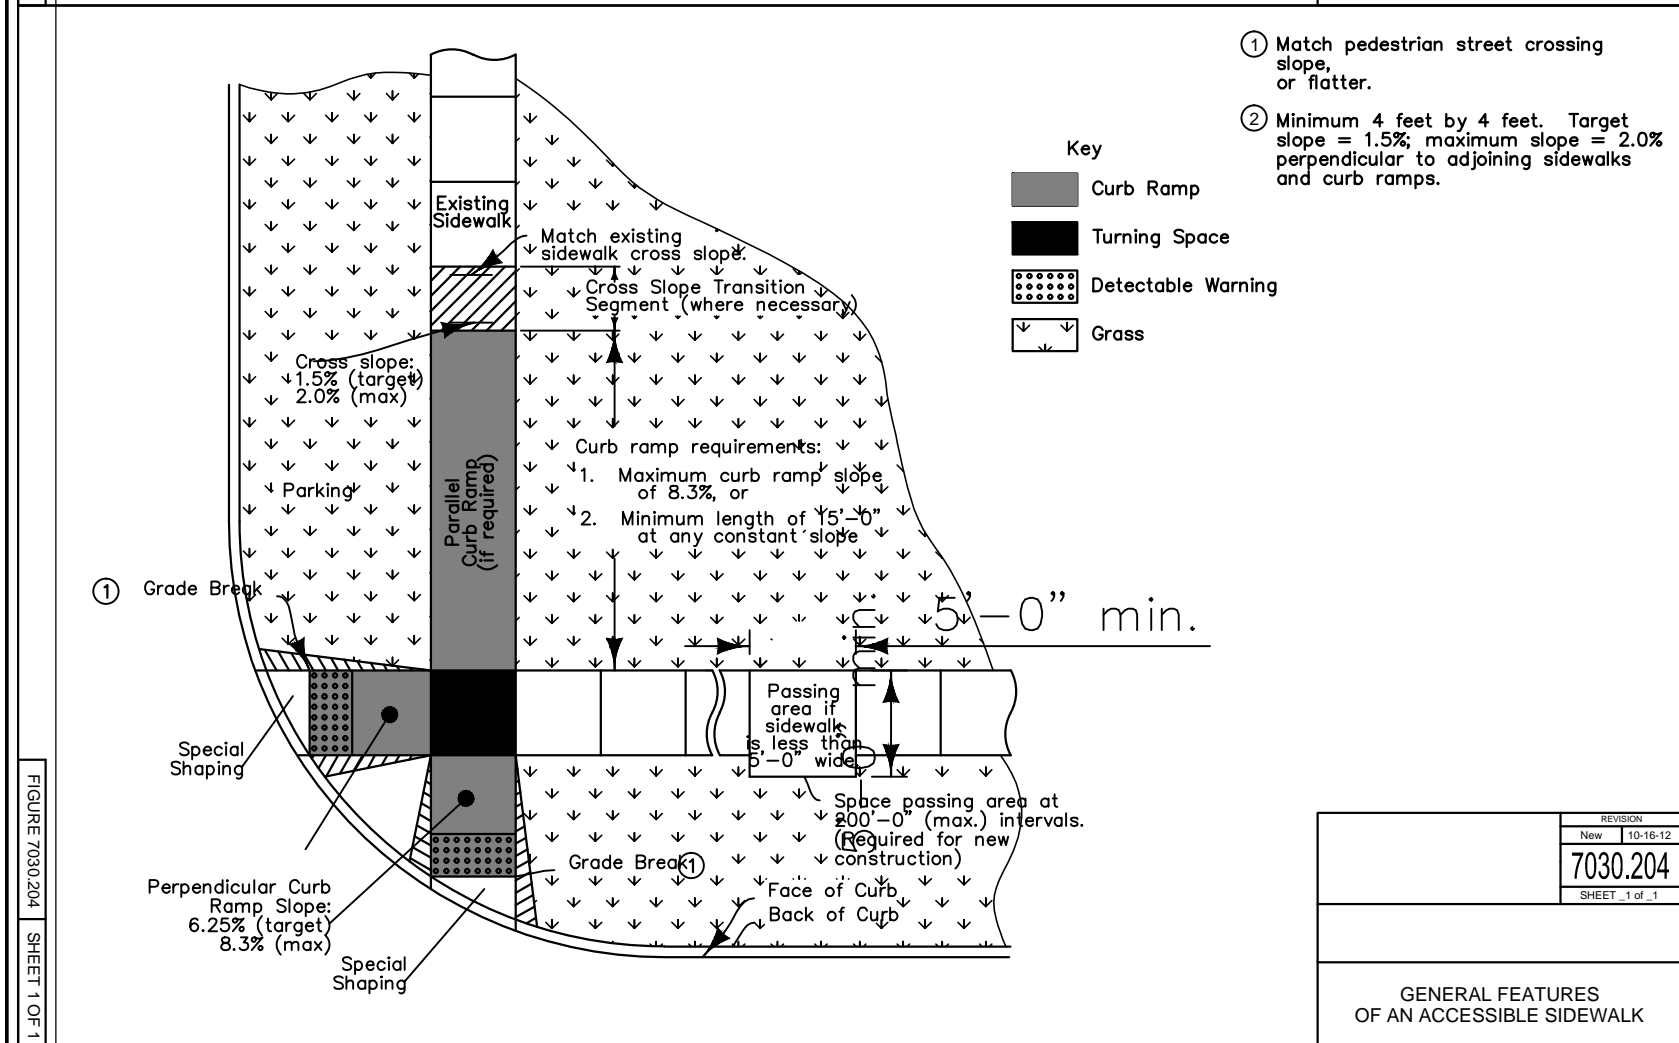 1 Match pedestrian street crossing
slope,
or flatter.
2 Minimum 4 feet by 4 feet. Target
slope = 1.5%; maximum slope = 2.0%
perpendicular to adjoining sidewalks
and curb ramps.
Key
Curb Ramp
Turning Space
Detectable Warning
Grass
Existing
Sidewalk
Match existing
sidewalk cross slope.
Cross Slope Transition
Segment (where necessary)
Cross slope:
1.5% (target)
2.0% (max)
Curb ramp requirements:
1. Maximum curb ramp slope
of 8.3%, or
2. Minimum length of 15'-0"
at any constant slope
Parking
Parallel
Curb Ramp
(if required)
1 Grade Break
5'-0" min.
min.
Passing
area if
sidewalk
is less than
5'-0" wide
Special
Shaping
Space passing area at
200'-0" (max.) intervals.
(Required for new
construction)
Grade Break 1
Face of Curb
Back of Curb
Perpendicular Curb
Ramp Slope:
6.25% (target)
8.3% (max)
Special
Shaping
FIGURE 7030.204
SHEET 1 OF 1
REVISION
New 10-16-12
7030.204
SHEET _1 of _1
GENERAL FEATURES
OF AN ACCESSIBLE SIDEWALK